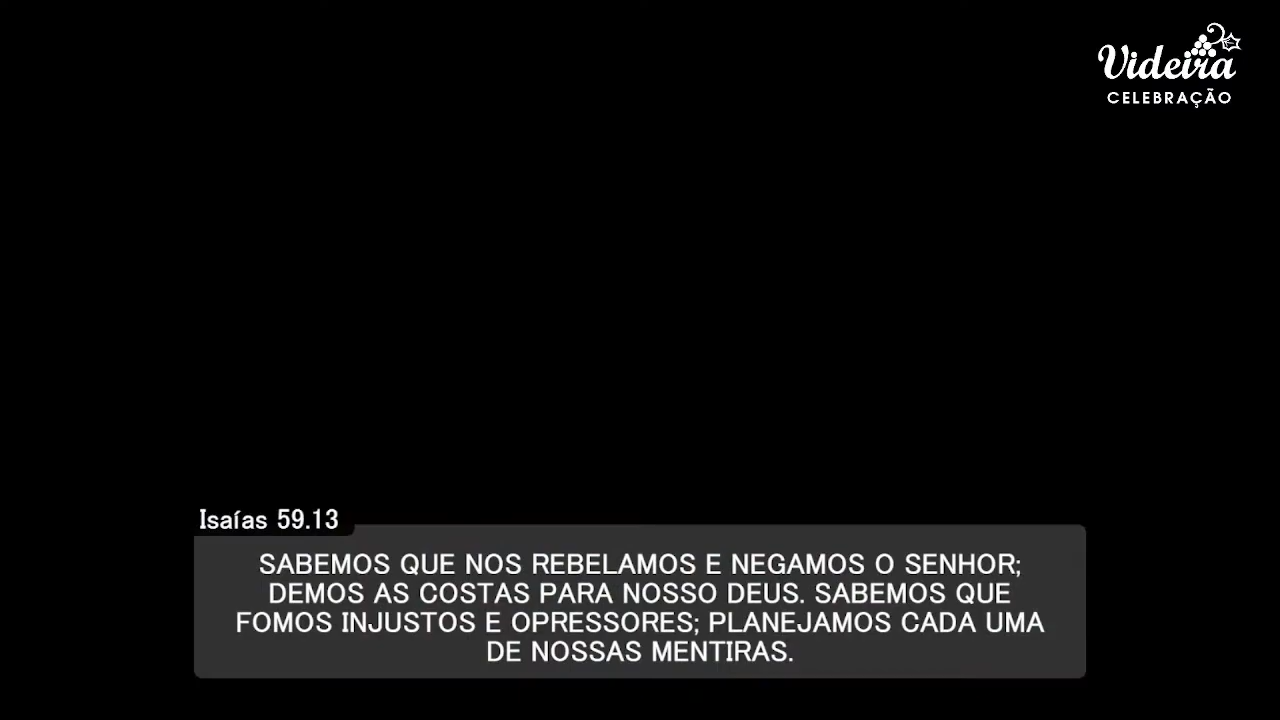 Videira
CELEBRAÇÃO
Isaías 59.13
SABEMOS QUE NOS REBELAMOS E NEGAMOS O SENHOR;
DEMOS AS COSTAS PARA NOSSO DEUS. SABEMOS QUE
FOMOS INJUSTOS E OPRESSORES; PLANEJAMOS CADA UMA
DE NOSSAS MENTIRAS.